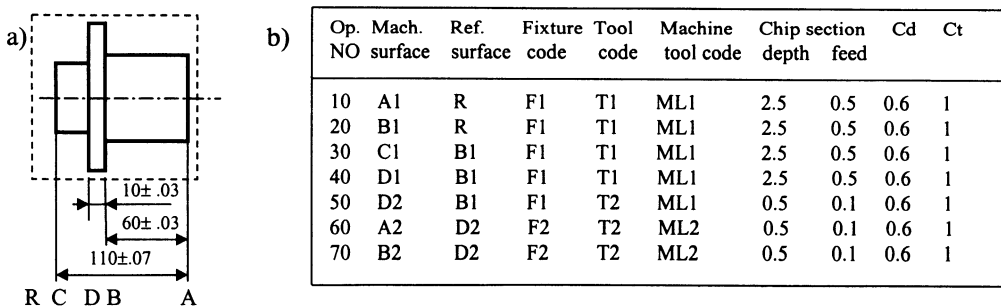 a)
10± .03
60± .03
110±.07
R C D B A
b)
Op. Mach. Ref. Fixture Tool Machine Chip section Cd Ct
NO surface surface code code tool code depth feed
10 A1 R F1 T1 ML1 2.5 0.5 0.6 1
20 B1 R F1 T1 ML1 2.5 0.5 0.6 1
30 C1 B1 F1 T1 ML1 2.5 0.5 0.6 1
40 D1 B1 F1 T1 ML1 2.5 0.5 0.6 1
50 D2 B1 F1 T2 ML1 0.5 0.1 0.6 1
60 A2 D2 F2 T2 ML2 0.5 0.1 0.6 1
70 B2 D2 F2 T2 ML2 0.5 0.1 0.6 1